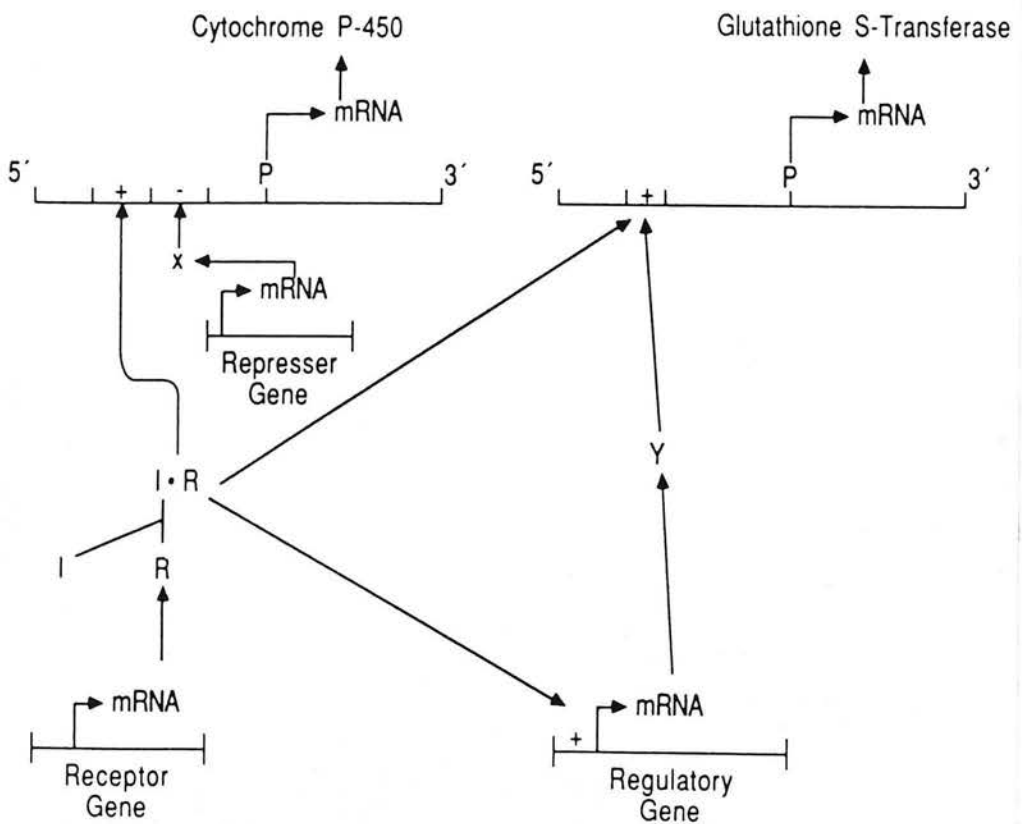 Cytochrome P-450
Glutathione S-Transferase
mRNA
mRNA
5´
+
-
P
3´
5´
+
P
3´
x
mRNA
Represser
Gene
I • R
Y
I
R
mRNA
mRNA
+
Receptor
Gene
Regulatory
Gene